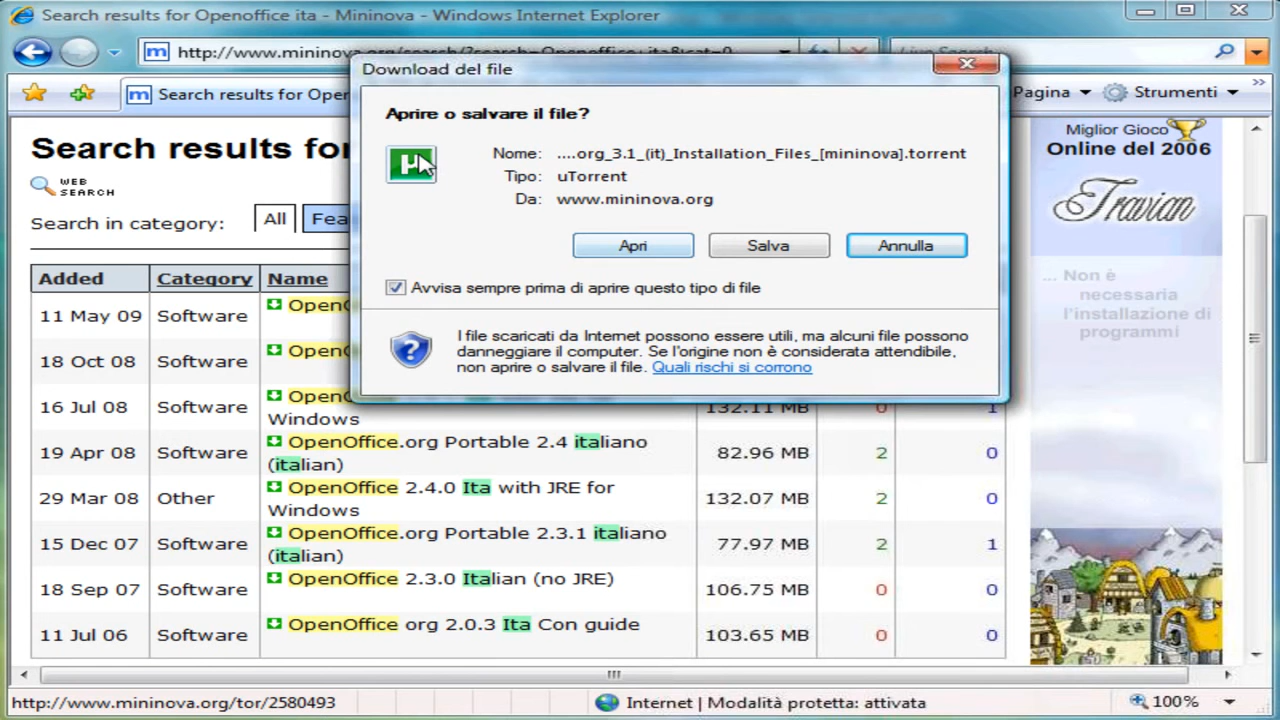 Search results for Openoffice ita - Mininova - Windows Internet Explorer
m http://www.mininova.org/search/?search=Openoffice+ita&cat=0
Live Search
Download del file
m Search results for Oper
Pagina
Strumenti
Aprire o salvare il file?
Nome: ....org_3.1_(it)_Installation_Files_[mininova].torrent
Tipo: uTorrent
Da: www.mininova.org
Apri Salva Annulla
Avvisa sempre prima di aprire questo tipo di file
I file scaricati da Internet possono essere utili, ma alcuni file possono
danneggiare il computer. Se l'origine non è considerata attendibile,
non aprire o salvare il file. Quali rischi si corrono
Search results fo
WEB
SEARCH
Search in category: All Fea
Added Category Name
11 May 09 Software OpenO
18 Oct 08 Software OpenO
16 Jul 08 Software
Windows 132.11 MB 0 1
19 Apr 08 Software OpenOffice.org Portable 2.4 italiano
(italian) 82.96 MB 2 0
29 Mar 08 Other OpenOffice 2.4.0 Ita with JRE for
Windows 132.07 MB 2 0
15 Dec 07 Software OpenOffice.org Portable 2.3.1 italiano
(italian) 77.97 MB 2 1
18 Sep 07 Software OpenOffice 2.3.0 Italian (no JRE) 106.75 MB 0 0
11 Jul 06 Software OpenOffice org 2.0.3 Ita Con guide 103.65 MB 0 0
Miglior Gioco
Online del 2006
Travian
... Non è
necessaria
l'installazione di
programmi
http://www.mininova.org/tor/2580493
Internet | Modalità protetta: attivata
100%